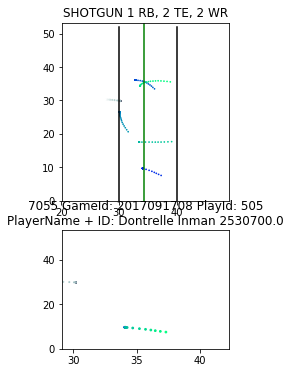 SHOTGUN 1 RB, 2 TE, 2 WR
50
40
30
20
10
0
20 30 40
7055 GameId: 2017091708 PlayId: 505
PlayerName + ID: Dontrelle Inman 2530700.0
40
20
0
30 35 40